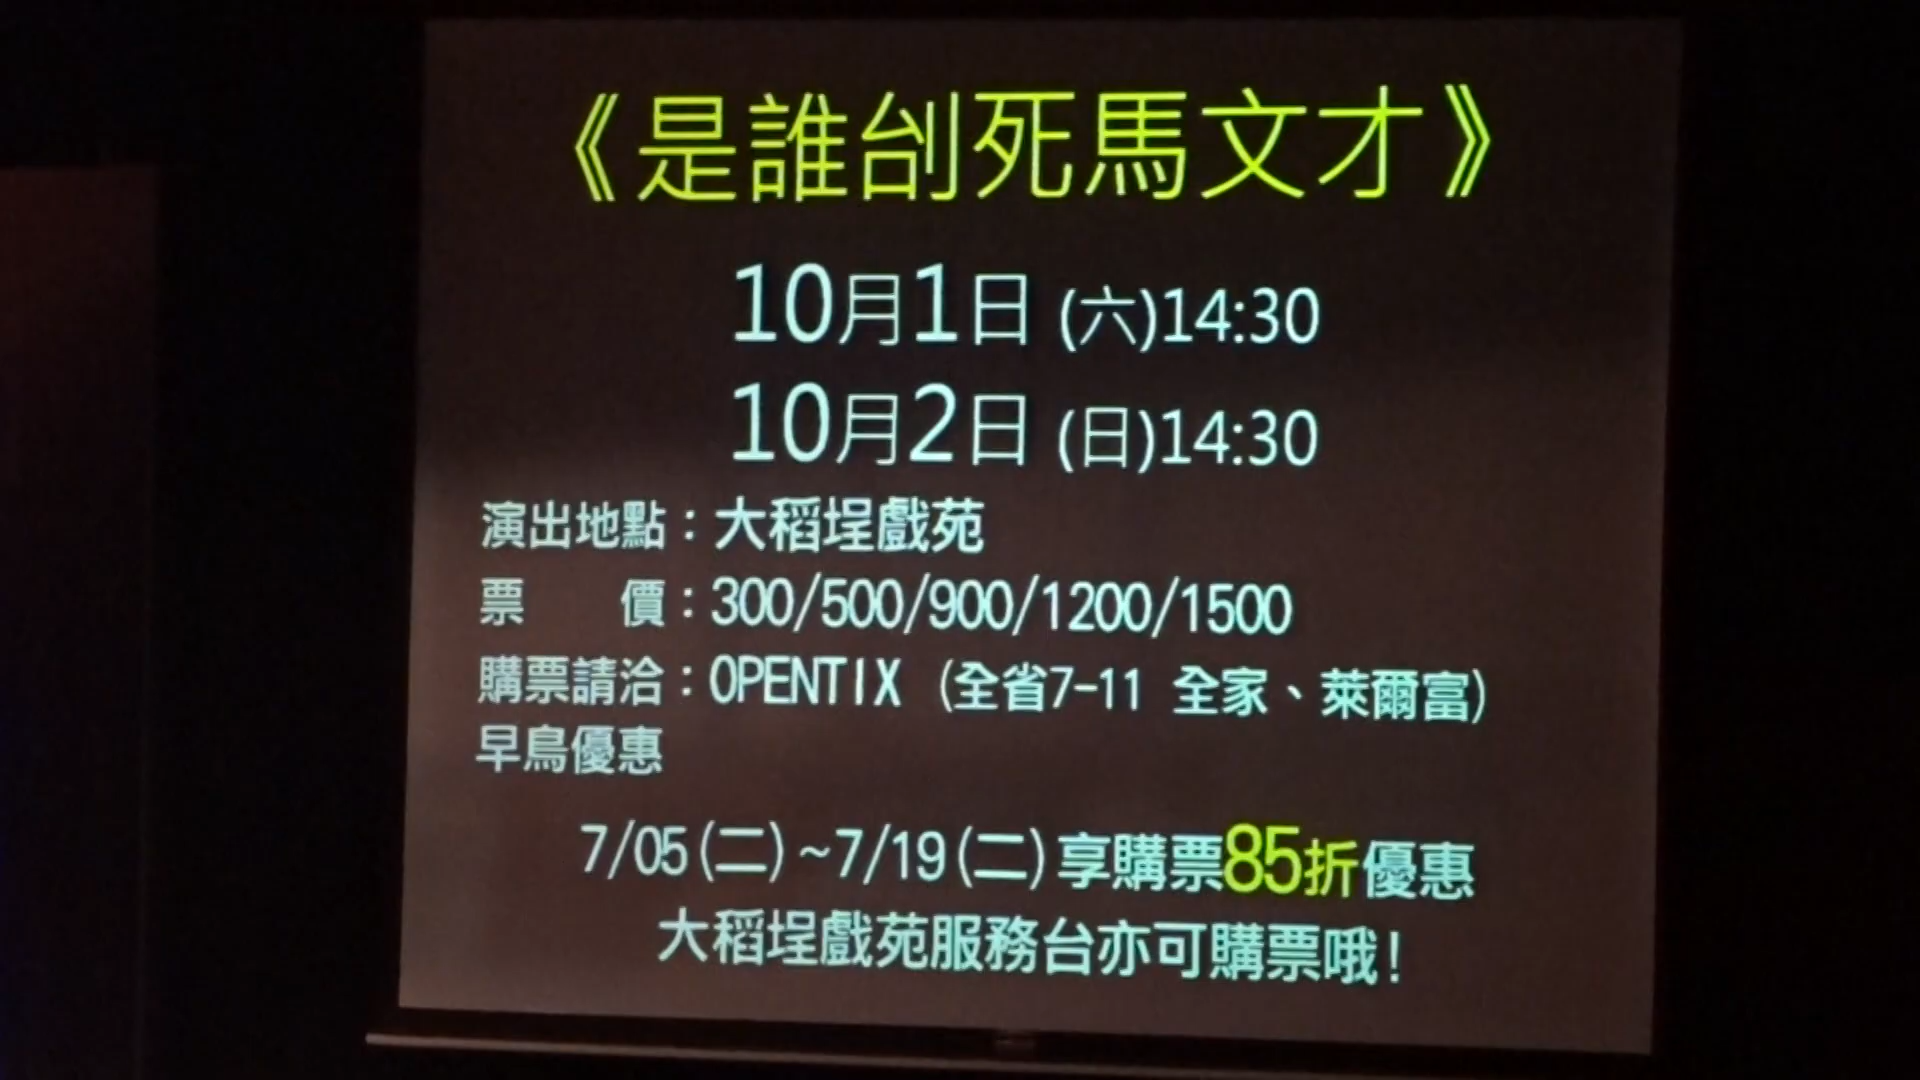 《是誰刣死馬文才》
10月1日 (六)14:30
10月2日 (日)14:30
演出地點：大稻埕戲苑
票　　價：300/500/900/1200/1500
購票請洽：OPENTIX (全省7-11 全家、萊爾富)
早鳥優惠
7/05(二)~7/19(二)享購票85折優惠
大稻埕戲苑服務台亦可購票哦!